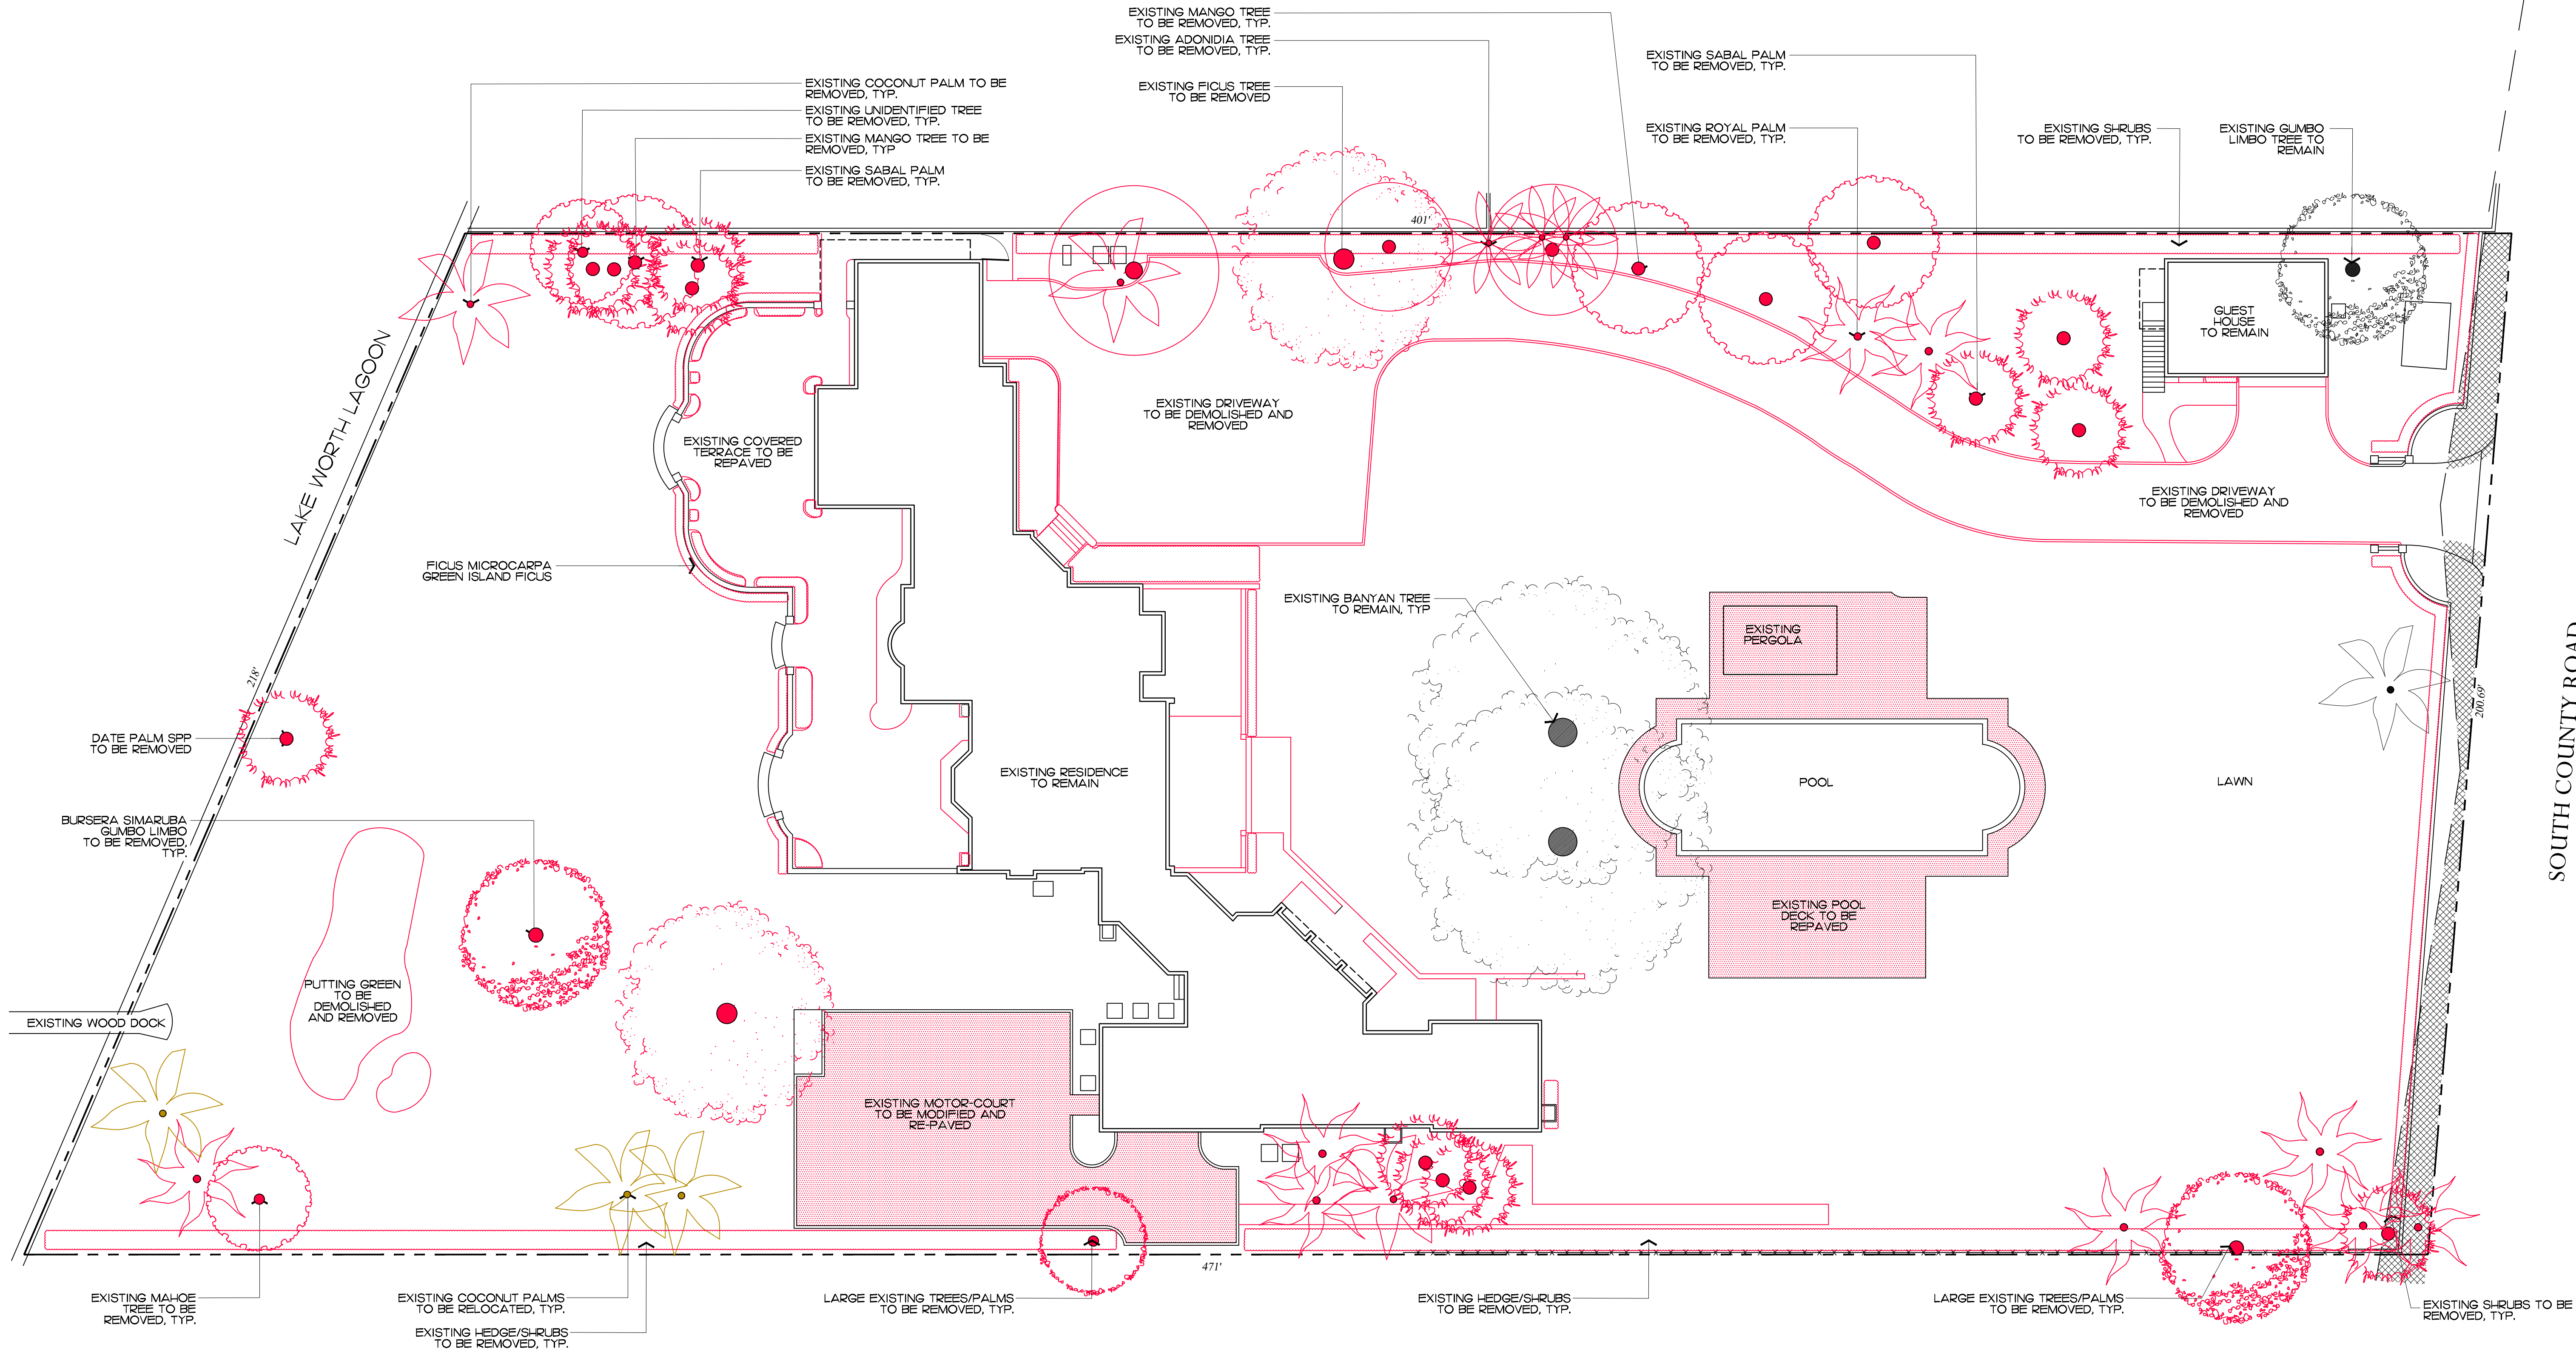 EXISTING MANGO TREE
TO BE REMOVED, TYP.
EXISTING ADONIDIA TREE
TO BE REMOVED, TYP.
EXISTING SABAL PALM
TO BE REMOVED, TYP.
EXISTING COCONUT PALM TO BE
REMOVED, TYP.
EXISTING UNIDENTIFIED TREE
TO BE REMOVED, TYP.
EXISTING MANGO TREE TO BE
REMOVED, TYP
EXISTING SABAL PALM
TO BE REMOVED, TYP.
EXISTING FICUS TREE
TO BE REMOVED
EXISTING ROYAL PALM
TO BE REMOVED, TYP.
EXISTING SHRUBS
TO BE REMOVED, TYP.
EXISTING GUMBO
LIMBO TREE TO
REMAIN
401'
GUEST
HOUSE
TO REMAIN
LAKE WORTH LAGOON
EXISTING COVERED
TERRACE TO BE
REPAVED
EXISTING DRIVEWAY
TO BE DEMOLISHED AND
REMOVED
EXISTING DRIVEWAY
TO BE DEMOLISHED AND
REMOVED
FICUS MICROCARPA
GREEN ISLAND FICUS
EXISTING BANYAN TREE
TO REMAIN, TYP
EXISTING
PERGOLA
218'
200.69'
SOUTH COUNTY ROAD
DATE PALM SPP
TO BE REMOVED
EXISTING RESIDENCE
TO REMAIN
POOL
LAWN
BURSERA SIMARUBA
GUMBO LIMBO
TO BE REMOVED,
TYP.
EXISTING POOL
DECK TO BE
REPAVED
PUTTING GREEN
TO BE
DEMOLISHED
AND REMOVED
EXISTING WOOD DOCK
EXISTING MOTOR-COURT
TO BE MODIFIED AND
RE-PAVED
471'
EXISTING MAHOE
TREE TO BE
REMOVED, TYP.
EXISTING COCONUT PALMS
TO BE RELOCATED, TYP.
EXISTING HEDGE/SHRUBS
TO BE REMOVED, TYP.
LARGE EXISTING TREES/PALMS
TO BE REMOVED, TYP.
EXISTING HEDGE/SHRUBS
TO BE REMOVED, TYP.
LARGE EXISTING TREES/PALMS
TO BE REMOVED, TYP.
EXISTING SHRUBS TO BE
REMOVED, TYP.